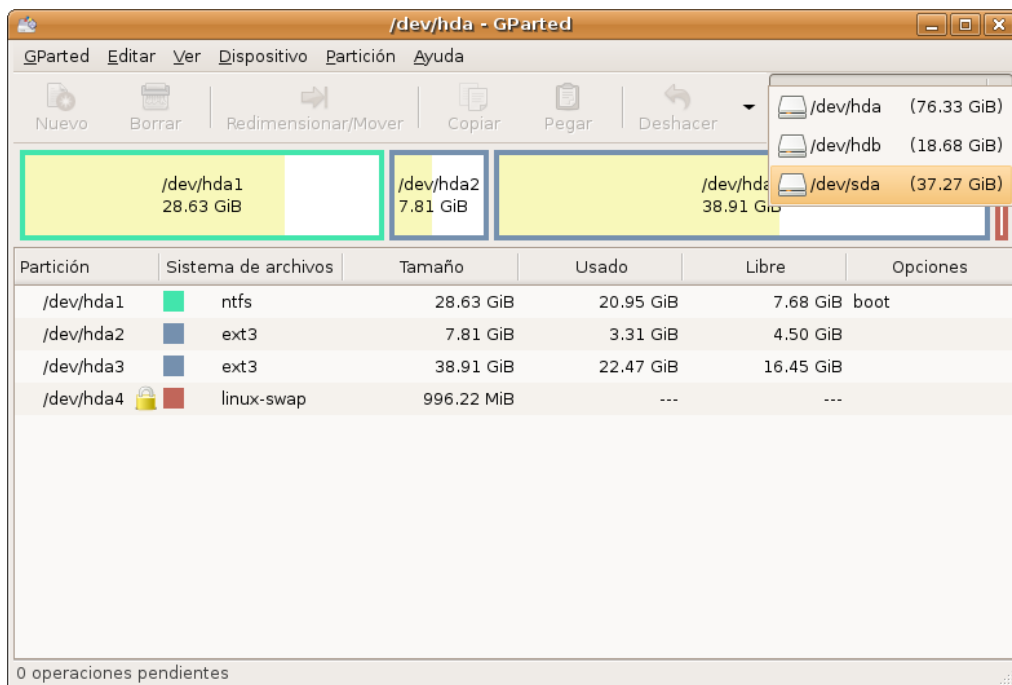 /dev/hda - GParted
GParted Editar Ver Dispositivo Partición Ayuda
Nuevo Borrar Redimensionar/Mover Copiar Pegar Deshacer
/dev/hda (76.33 GiB)
/dev/hdb (18.68 GiB)
/dev/sda (37.27 GiB)
/dev/hda1 /dev/hda2 /dev/hda
28.63 GiB 7.81 GiB 38.91 GiB
Partición Sistema de archivos Tamaño Usado Libre Opciones
/dev/hda1 ntfs 28.63 GiB 20.95 GiB 7.68 GiB boot
/dev/hda2 ext3 7.81 GiB 3.31 GiB 4.50 GiB
/dev/hda3 ext3 38.91 GiB 22.47 GiB 16.45 GiB
/dev/hda4 linux-swap 996.22 MiB --- ---
0 operaciones pendientes